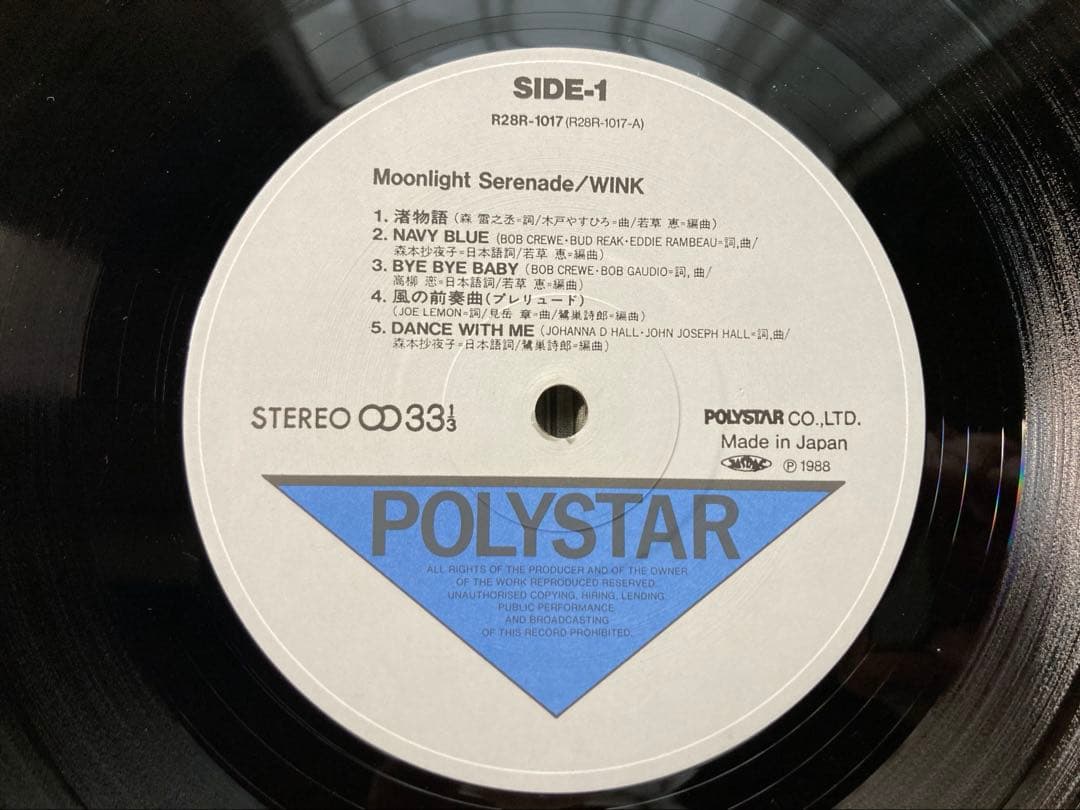 SIDE-1
R28R-1017 (R28R-1017-A)
Moonlight Serenade/WINK
1. 渚物語 (森 雪之丞=詞/木戸やすひろ=曲/若草 恵=編曲)
2. NAVY BLUE (BOB CREWE・BUD REAK・EDDIE RAMBEAU=詞,曲/
森本抄夜子=日本語詞/若草 恵=編曲)
3. BYE BYE BABY (BOB CREWE・BOB GAUDIO=詞, 曲/
高柳 恋=日本語詞/若草 恵=編曲)
4. 風の前奏曲(プレリュード)
(JOE LEMON=詞/見岳 章=曲/鷺巣詩郎=編曲)
5. DANCE WITH ME (JOHANNA D HALL・JOHN JOSEPH HALL=詞,曲/
森本抄夜子=日本語詞/鷺巣詩郎=編曲)
STEREO 33 1/3
POLYSTAR CO.,LTD.
Made in Japan
Ⓟ 1988
POLYSTAR
ALL RIGHTS OF THE PRODUCER AND OF THE OWNER
OF THE WORK REPRODUCED RESERVED.
UNAUTHORISED COPYING, HIRING, LENDING,
PUBLIC PERFORMANCE
AND BROADCASTING
OF THIS RECORD PROHIBITED.